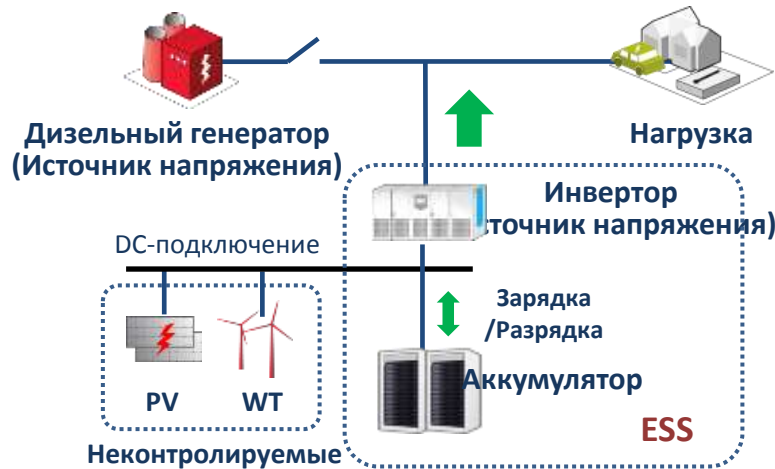 Дизельный генератор
(Источник напряжения)
Нагрузка
Инвертор
сточник напряжения)
DC-подключение
Зарядка
/Разрядка
Аккумулятор
PV
WT
ESS
Неконтролируемые